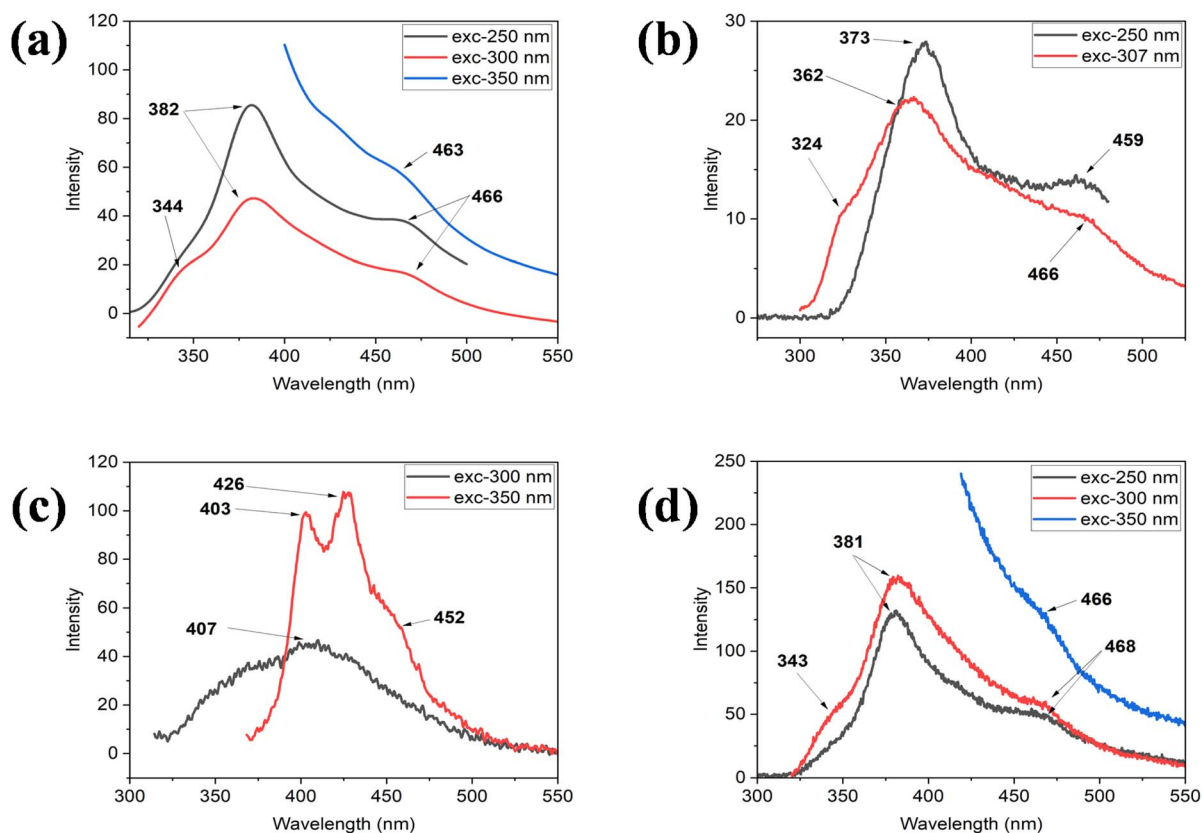 (a)
120
100
80
60
40
20
0
Intensity
exc-250 nm
exc-300 nm
exc-350 nm
382
344
463
466
350
400
450
500
550
Wavelength (nm)
(b)
30
20
10
0
Intensity
exc-250 nm
exc-307 nm
373
362
324
459
466
300
350
400
450
500
Wavelength (nm)
(c)
120
100
80
60
40
20
0
Intensity
exc-300 nm
exc-350 nm
426
403
452
407
300
350
400
450
500
550
Wavelength (nm)
(d)
250
200
150
100
50
0
Intensity
exc-250 nm
exc-300 nm
exc-350 nm
381
343
466
468
300
350
400
450
500
550
Wavelength (nm)